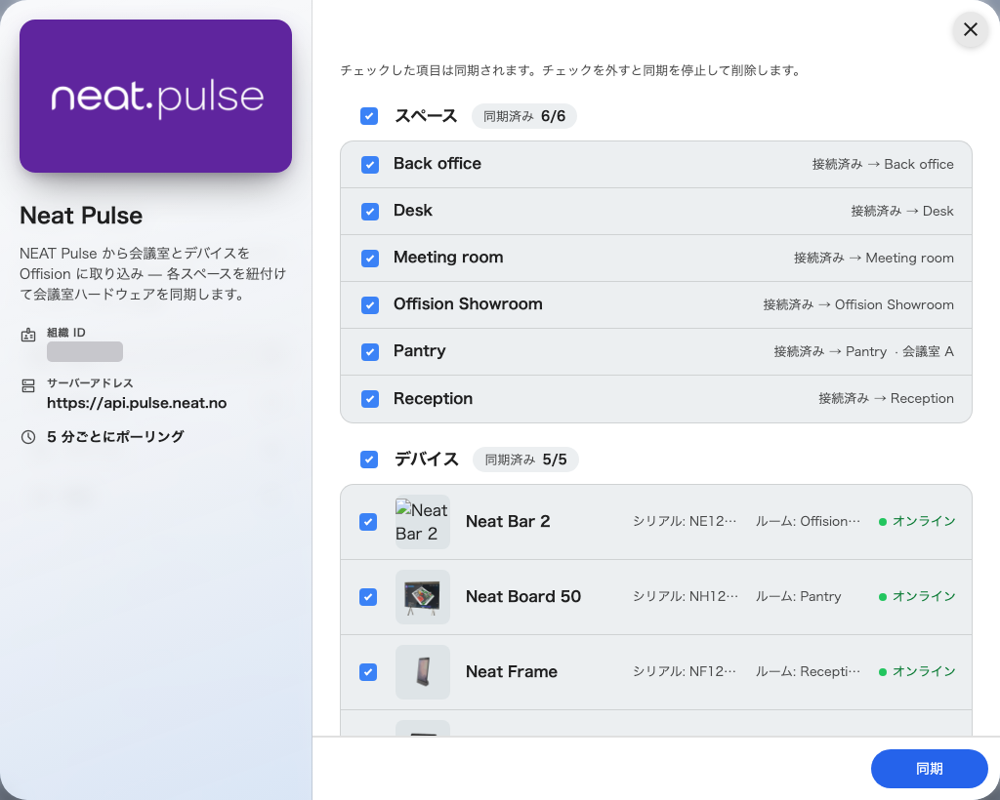 neat.pulse
Neat Pulse
NEAT Pulse から会議室とデバイスを
Offision に取り込み — 各スペースを紐付け
て会議室ハードウェアを同期します。
組織 ID
サーバーアドレス
https://api.pulse.neat.no
5 分ごとにポーリング
チェックした項目は同期されます。チェックを外すと同期を停止して削除します。
スペース 同期済み 6/6
Back office 接続済み → Back office
Desk 接続済み → Desk
Meeting room 接続済み → Meeting room
Offision Showroom 接続済み → Offision Showroom
Pantry 接続済み → Pantry · 会議室 A
Reception 接続済み → Reception
デバイス 同期済み 5/5
Neat
Bar 2
Neat Bar 2 シリアル: NE12… ルーム: Offision… オンライン
Neat Board 50 シリアル: NH12… ルーム: Pantry オンライン
Neat Frame シリアル: NF12… ルーム: Recepti… オンライン
同期